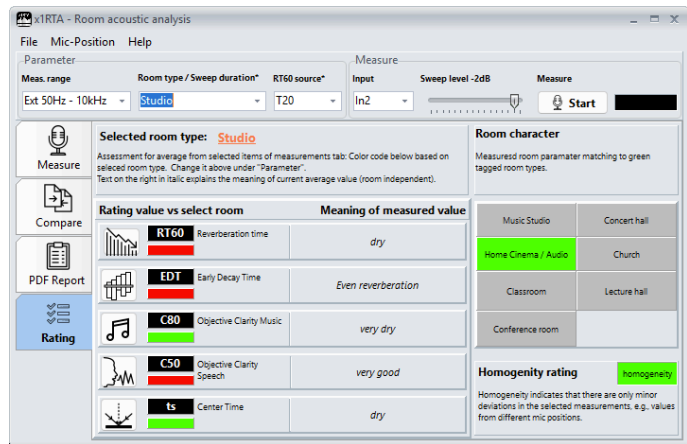 x1RTA - Room acoustic analysis
File Mic-Position Help
Parameter
Measure
Meas. range
Room type / Sweep duration*
RT60 source*
Input
Sweep level -2dB
Measure
Ext 50Hz - 10kHz
Studio
T20
In2
Start
Measure
Compare
PDF Report
Rating
Selected room type: Studio
Assessment for average from selected items of measurements tab: Color code below based on
seleced room type. Change it above under "Parameter".
Text on the right in italic explains the meaning of current average value (room independent).
Rating value vs select room
Meaning of measured value
RT60
Reverberation time
dry
EDT
Early Decay Time
Even reverberation
C80
Objective Clarity Music
very dry
C50
Objective Clarity
Speech
very good
ts
Center Time
dry
Room character
Measuresd room paramater matching to green
tagged room types.
Music Studio
Concert hall
Home Cinema / Audio
Church
Classroom
Lecture hall
Conference room
Homogenity rating
homogeneity
Homogeneity indicates that there are only minor
deviations in the selected measurements, e.g., values
from different mic positions.